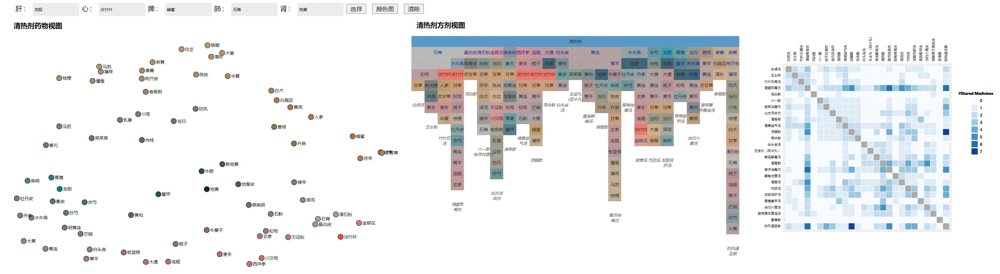 肝： 龙胆 心： 淡竹叶 脾： 蜂蜜 肺： 石膏 肾： 地黄 选择 颜色图 清除
清热剂药物视图
槟榔
白芷
木香
厚朴
麻黄
马勃
薄荷
香薷
陈皮
半夏
桔梗
僵蚕
荆芥炭
皂角刺
白术
白扁豆
黄芪
防风
川芎
人参
乳香
当归
没药
葛根
吴茱萸
肉桂
蜂蜜
秦艽
升麻
茯苓
熟地黄
牛膝
青蒿
柴胡
猪苓
地骨皮
龙胆
地黄
鳖甲
牡丹皮
秦皮
赤芍
泽泻
银柴胡
白芍
石斛
丹参
水牛角
黄柏
滑石粉
石膏
桑白皮
金银花
胡黄连
芒硝
牛蒡子
知母
玄参
天花粉
淡竹叶
大黄
栀子
黄连
白头翁
板蓝根
麦冬
黄芩
川贝母
木通
连翘
西洋参
清热剂方剂视图
清热剂
石膏 桑白皮 滑石粉 金银花 银柴胡 西洋参 连翘 木通 白头翁 黄连 水牛角 赤芍 龙胆 青蒿 当归 葛根 香薷 麻黄
水牛角 地骨皮 肉桂 当归 秦艽 麦冬 栀子 地黄 黄柏 黄芩 地黄 肉桂 地黄 鳖甲 熟地黄 黄芩 白扁豆 荆芥炭
知母 淡竹叶 淡竹叶 炙甘草 甘草 甘草 甘草 淡竹叶 淡竹叶 淡竹叶 秦皮 吴茱萸 黄柏 地黄 牛蒡子 牡丹皮 丹参 大黄 木通 地黄 地黄 黄连 厚朴 薄荷
甘草 熟地黄 人参 甘草 茯苓 陈皮 胡黄连 甘草 甘草 甘草 黄连 栀子 牡丹皮 柴胡 赤芍 黄连 黄连 栀子 知母 黄连 炙甘草 防风
牛膝 炙甘草 知母 泻白散 白术 白芷 地骨皮 黄连 黄芩 左金丸（回令丸） 黄芩 当归 陈皮 玄参 黄芩 黄芩 牡丹皮 黄芩 香薷散 当归
白虎汤 麦冬 麦冬 栀子 泽泻 天花粉 知母 知母 芒硝 导赤散 白头翁汤 升麻 升麻 犀角地黄汤 麦冬 甘草 甘草 黄柏 葛根黄芩黄连汤 川芎
半夏 桔梗 猪苓 川贝母 青蒿 石斛 大黄 黄连解毒汤 甘草 连翘 当归 当归 青蒿鳖甲汤 黄芪 桔梗
玉女煎 牡丹皮 石膏 皂角刺 鳖甲 蜂蜜 清胃散 玄参 淡竹叶 木香 泽泻 白术
竹叶石汤 赤芍 乳香 清暑益气汤 薄荷 连翘 金银花 槟榔 柴胡 当归六黄汤 甘草
黄连 六一散 桂苓甘露饮 没药 清骨散 板蓝根 滑石粉
黄芩 防风 凉膈散 僵蚕 清营汤 芍药汤 龙胆泻肝汤 石膏
连翘 赤芍 薄荷 栀子
玄参 马勃 连翘
仙方活命饮 桔梗 黄芩
清瘟败毒饮 芒硝
普济消毒饮 白芍
大黄
防风通圣散
白虎汤
玉女煎
竹叶石膏汤
清瘟败毒饮
泻白散
六一散
桂苓甘露饮
仙方活命饮
清骨散
清暑益气汤
凉膈散
导赤散
白头翁汤
左金丸（回令丸）
黄连解毒汤
清胃散
普济消毒饮
犀角地黄汤
清营汤
芍药汤
龙胆泻肝汤
青蒿鳖甲汤
当归六黄汤
葛根黄芩黄连汤
香薷散
防风通圣散
白虎汤
玉女煎
竹叶石膏汤
清瘟败毒饮
泻白散
六一散
桂苓甘露饮
仙方活命饮
清骨散
清暑益气汤
凉膈散
导赤散
白头翁汤
左金丸（回令丸）
黄连解毒汤
清胃散
普济消毒饮
犀角地黄汤
清营汤
芍药汤
龙胆泻肝汤
青蒿鳖甲汤
当归六黄汤
葛根黄芩黄连汤
香薷散
防风通圣散
#Shared Medicines
0
1
2
3
4
5
6
7